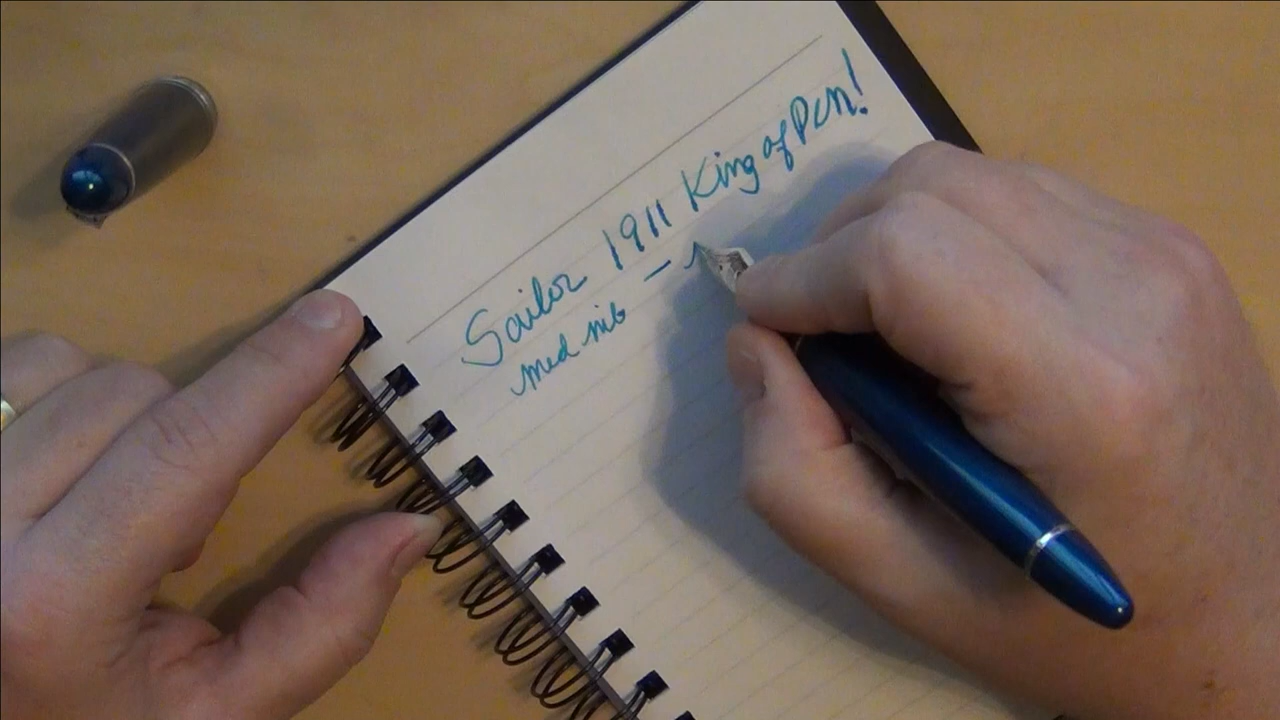 Sailor 1911 King of Pen!
med nib —